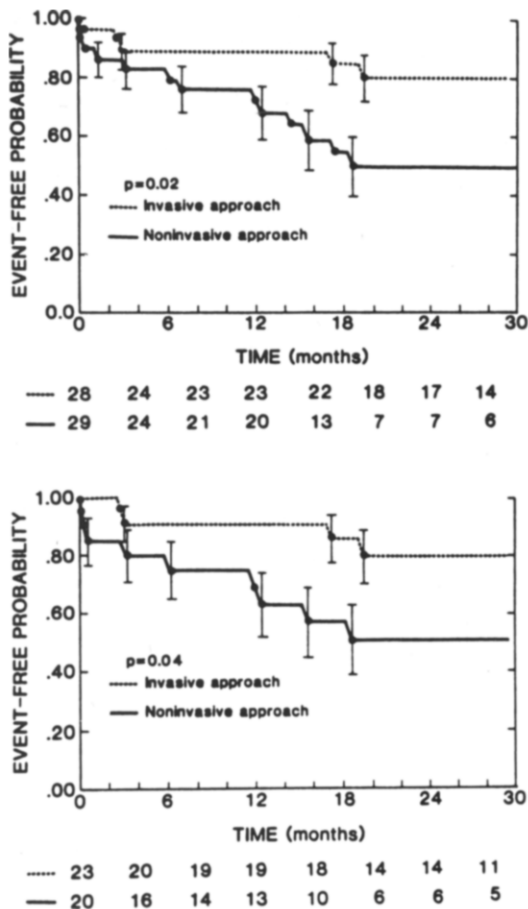 1.00
.80
.60
.40
.20
0.0
EVENT-FREE PROBABILITY
p=0.02
Invasive approach
Noninvasive approach
0 6 12 18 24 30
TIME (months)
28 24 23 23 22 18 17 14
29 24 21 20 13 7 7 6
1.00
.80
.60
.40
.20
.00
EVENT-FREE PROBABILITY
p=0.04
Invasive approach
Noninvasive approach
0 6 12 18 24 30
TIME (months)
23 20 19 19 18 14 14 11
20 16 14 13 10 6 6 5